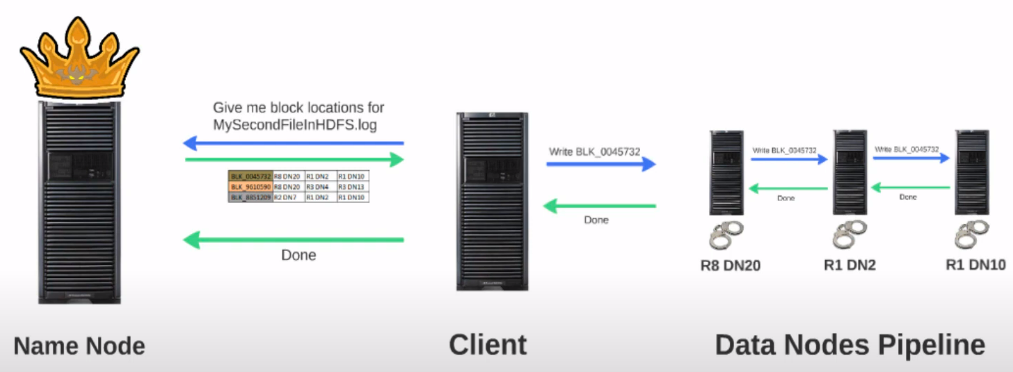 Give me block locations for
MySecondFileInHDFS.log
BLK_0045732 R8 DN20 R1 DN2 R1 DN10
BLK_9010590 R8 DN20 R3 DN4 R3 DN13
BLK_8851209 R2 DN7 R1 DN2 R1 DN10
Done
Write BLK_0045732
Done
Write BLK_0045732
Done
Write BLK_0045732
Done
R8 DN20
R1 DN2
R1 DN10
Name Node
Client
Data Nodes Pipeline